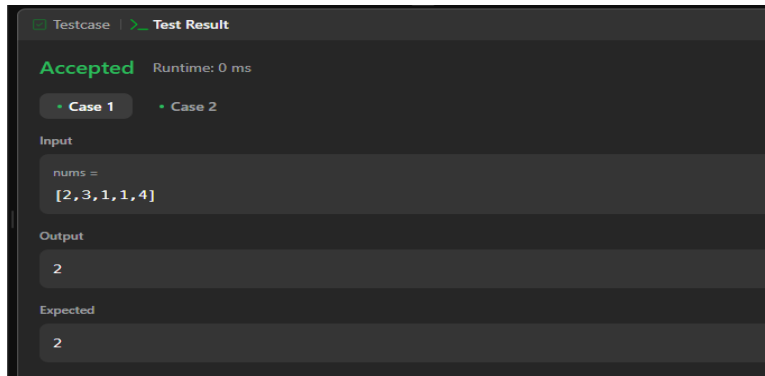 Testcase | >_ Test Result
Accepted Runtime: 0 ms
• Case 1 • Case 2
Input
nums =
[2,3,1,1,4]
Output
2
Expected
2